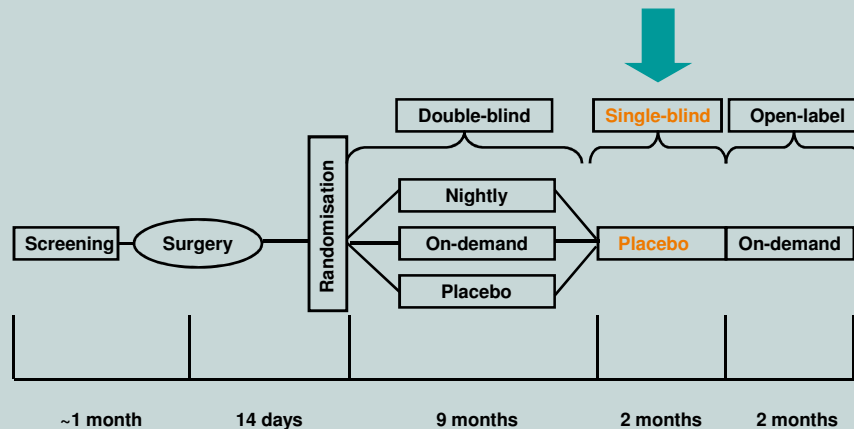 Double-blind
Single-blind
Open-label
Randomisation
Nightly
Screening
Surgery
On-demand
Placebo
On-demand
Placebo
~1 month
14 days
9 months
2 months
2 months